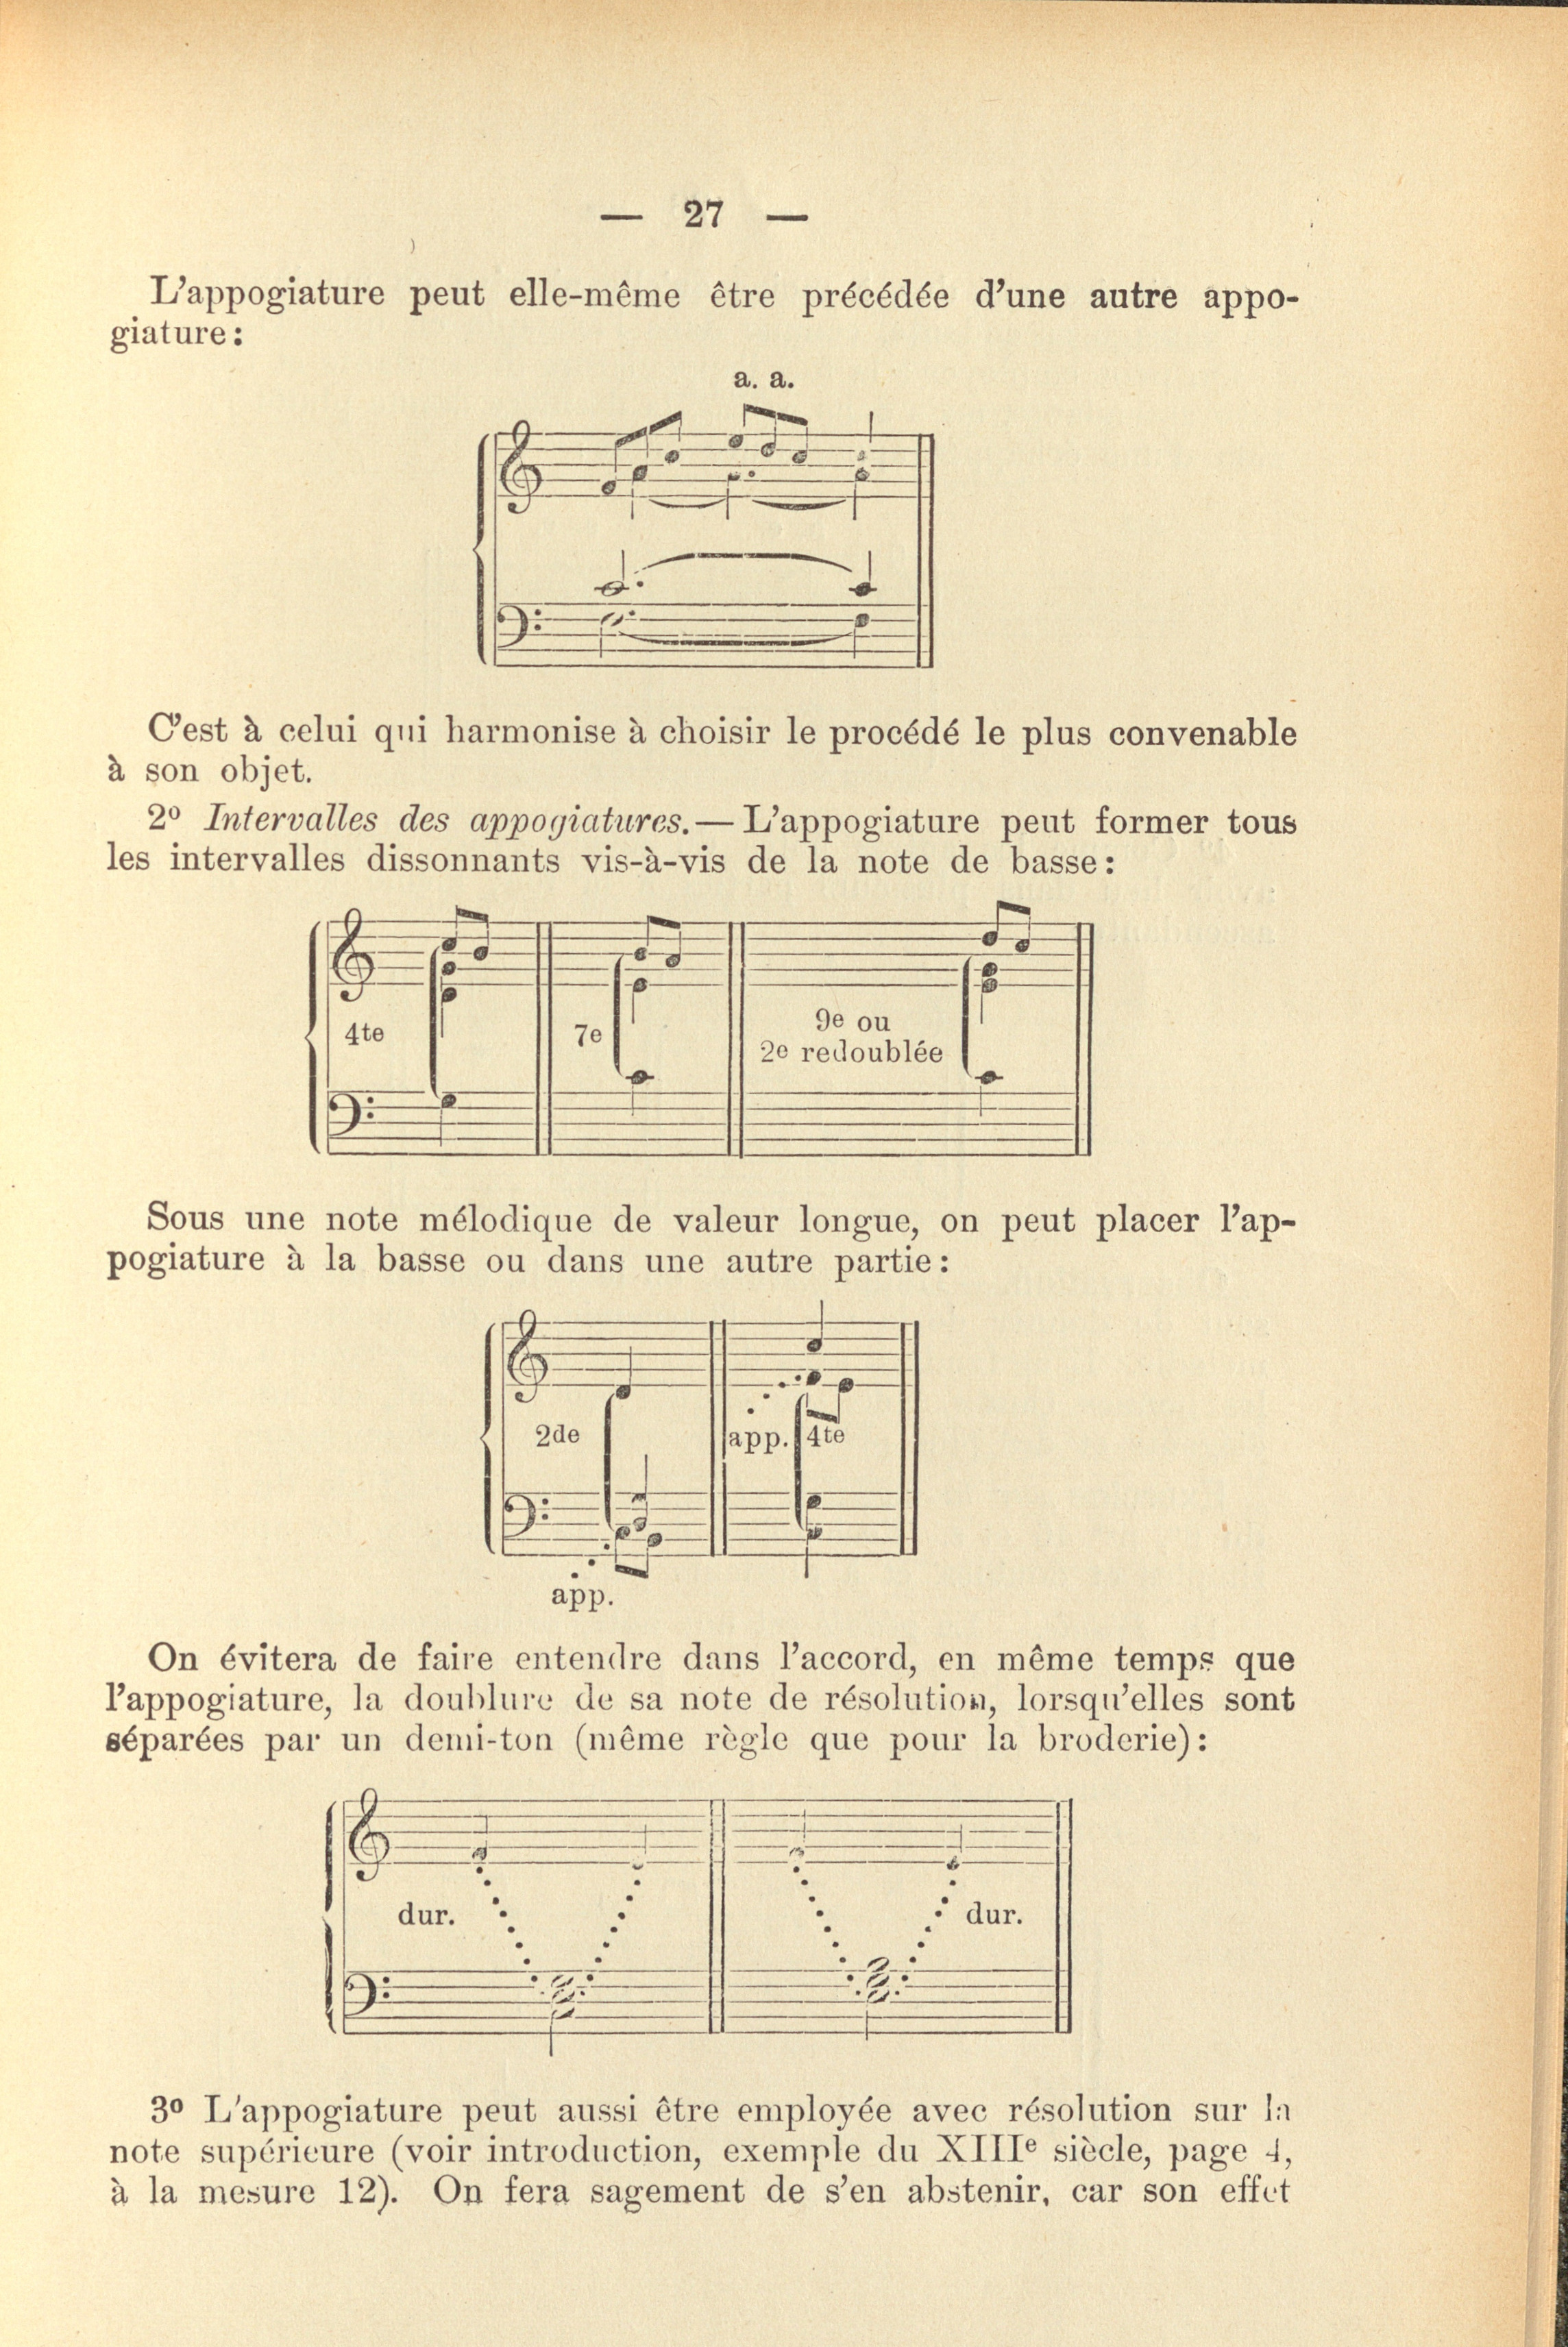 — 27 —
L'appogiature peut elle-même être précédée d'une autre appo-
giature:
a. a.
C'est à celui qui harmonise à choisir le procédé le plus convenable
à son objet.
2º Intervalles des appogiatures.—L'appogiature peut former tous
les intervalles dissonnants vis-à-vis de la note de basse:
4te 7e 9e ou
2e redoublée
Sous une note mélodique de valeur longue, on peut placer l'ap-
pogiature à la basse ou dans une autre partie:
2de app. 4te
app.
On évitera de faire entendre dans l'accord, en même temps que
l'appogiature, la doublure de sa note de résolution, lorsqu'elles sont
séparées par un demi-ton (même règle que pour la broderie):
dur. dur.
3º L'appogiature peut aussi être employée avec résolution sur la
note supérieure (voir introduction, exemple du XIIIe siècle, page 4,
à la mesure 12). On fera sagement de s'en abstenir, car son effet